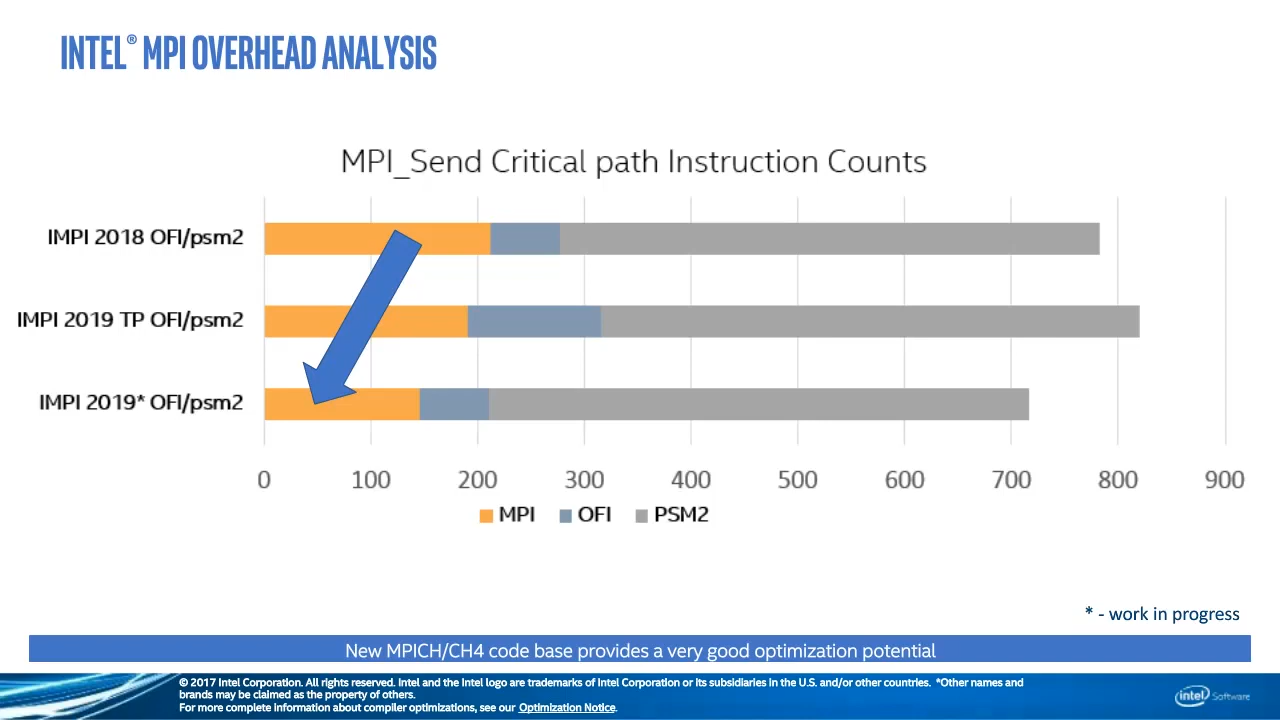 INTEL® MPI OVERHEAD ANALYSIS
MPI_Send Critical path Instruction Counts
IMPI 2018 OFI/psm2
IMPI 2019 TP OFI/psm2
IMPI 2019* OFI/psm2
0 100 200 300 400 500 600 700 800 900
MPI OFI PSM2
* - work in progress
New MPICH/CH4 code base provides a very good optimization potential
© 2017 Intel Corporation. All rights reserved. Intel and the Intel logo are trademarks of Intel Corporation or its subsidiaries in the U.S. and/or other countries. *Other names and
brands may be claimed as the property of others.
For more complete information about compiler optimizations, see our Optimization Notice.
intel Software